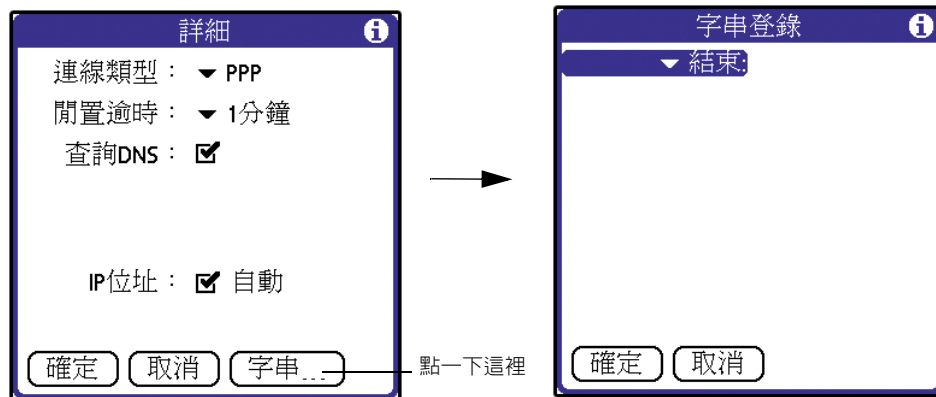 詳細
連線類型： PPP
閒置逾時： 1分鐘
查詢DNS：
IP位址： 自動
確定 取消 字串...
點一下這裡
字串登錄
結束:
確定 取消